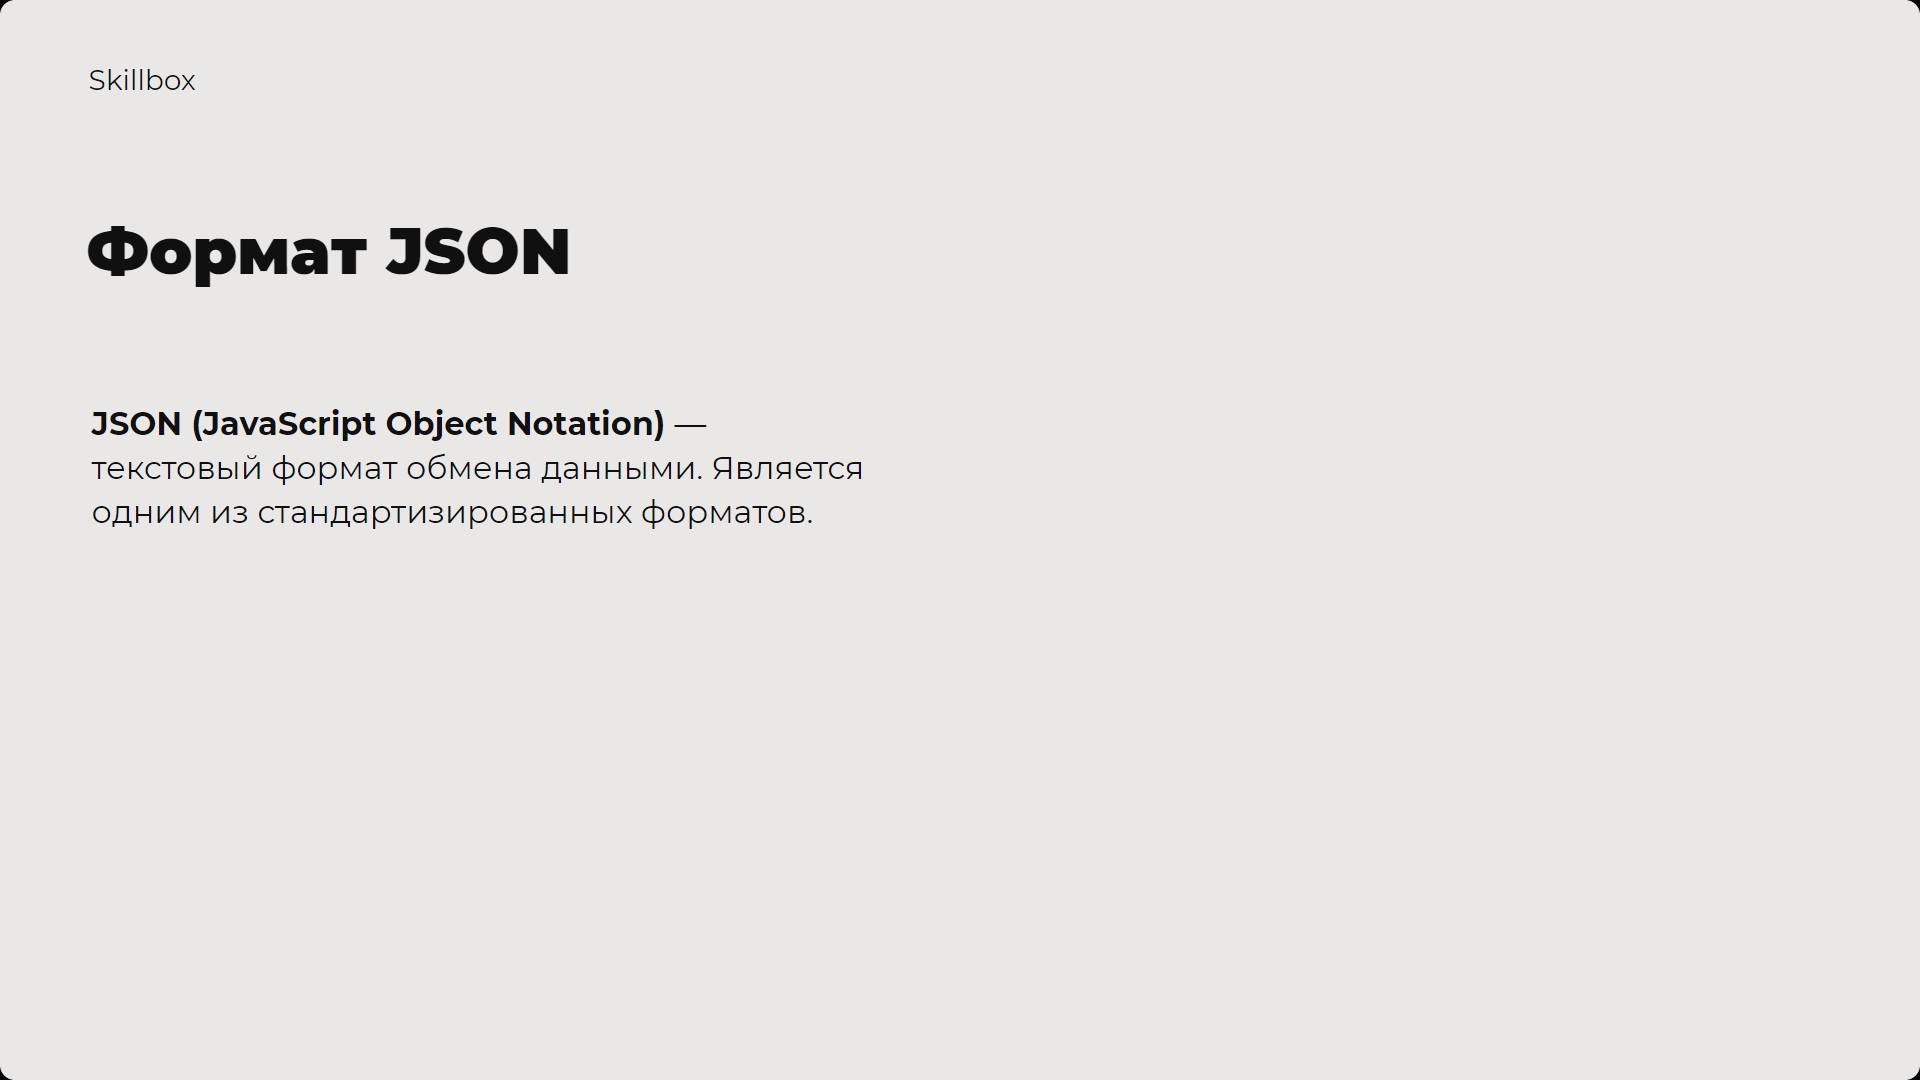 Skillbox
Формат JSON
JSON (JavaScript Object Notation) —
текстовый формат обмена данными. Является
одним из стандартизированных форматов.